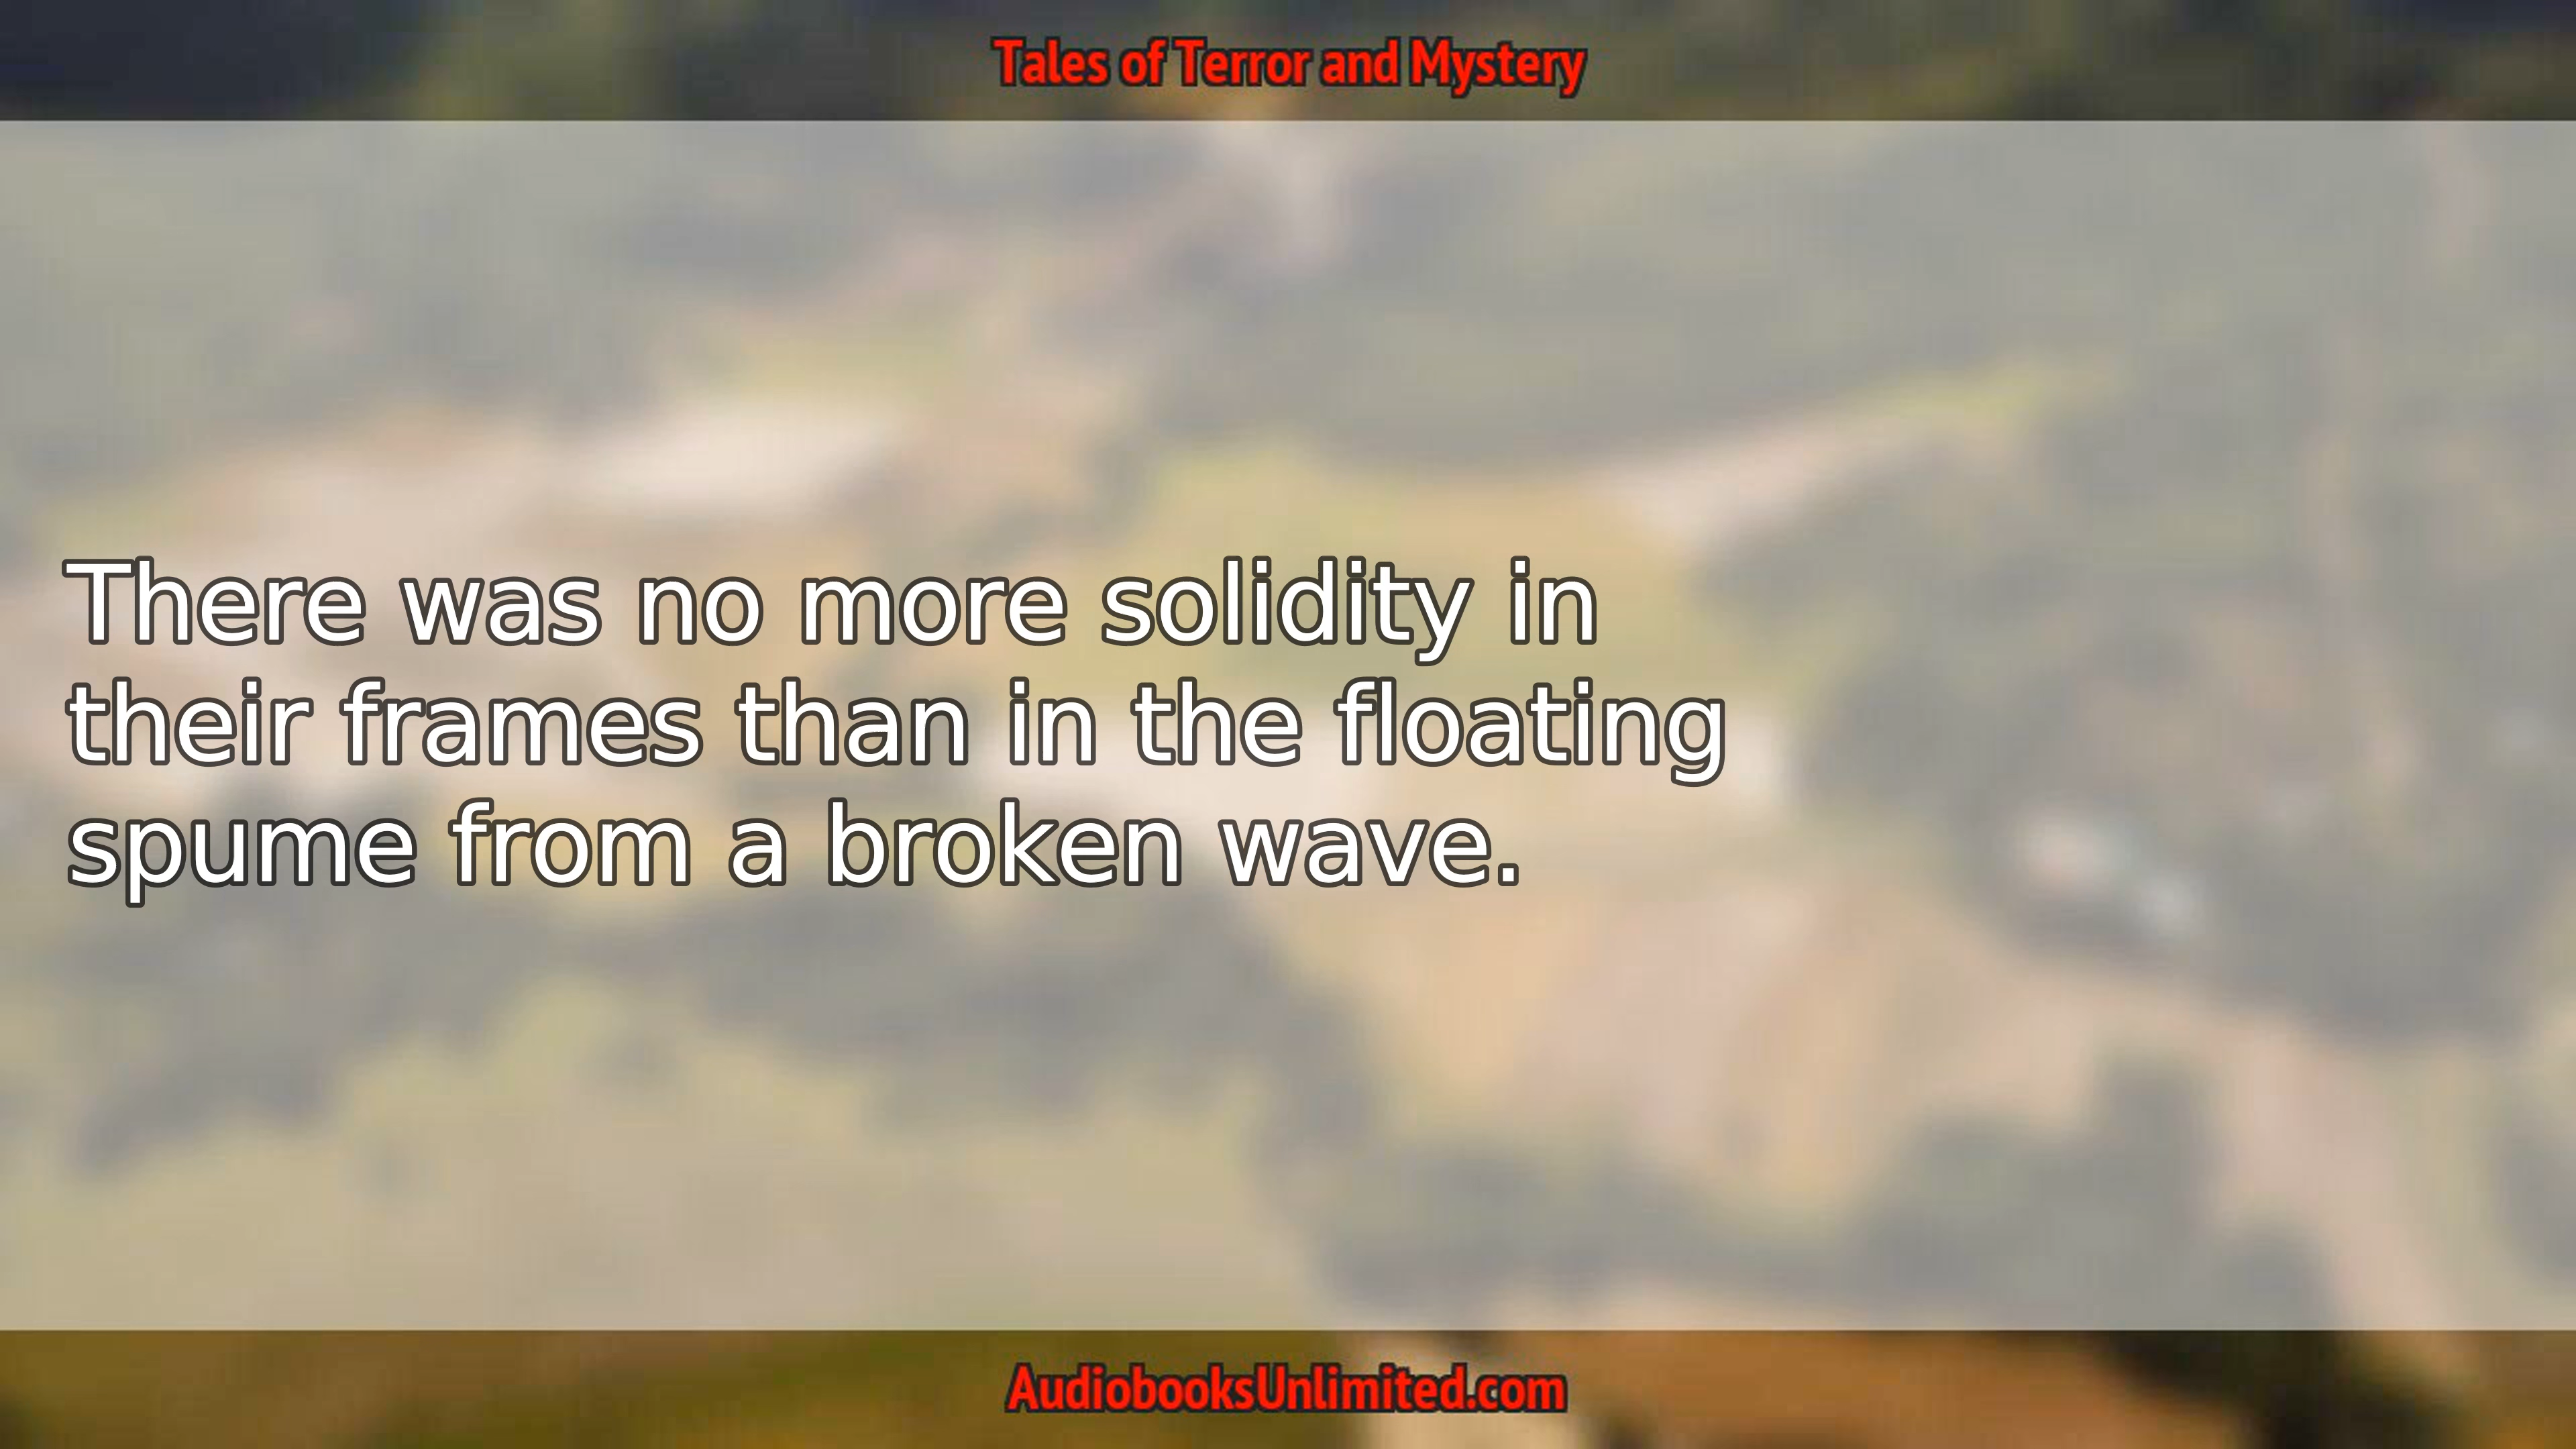 Tales of Terror and Mystery
There was no more solidity in
their frames than in the floating
spume from a broken wave.
AudiobooksUnlimited.com